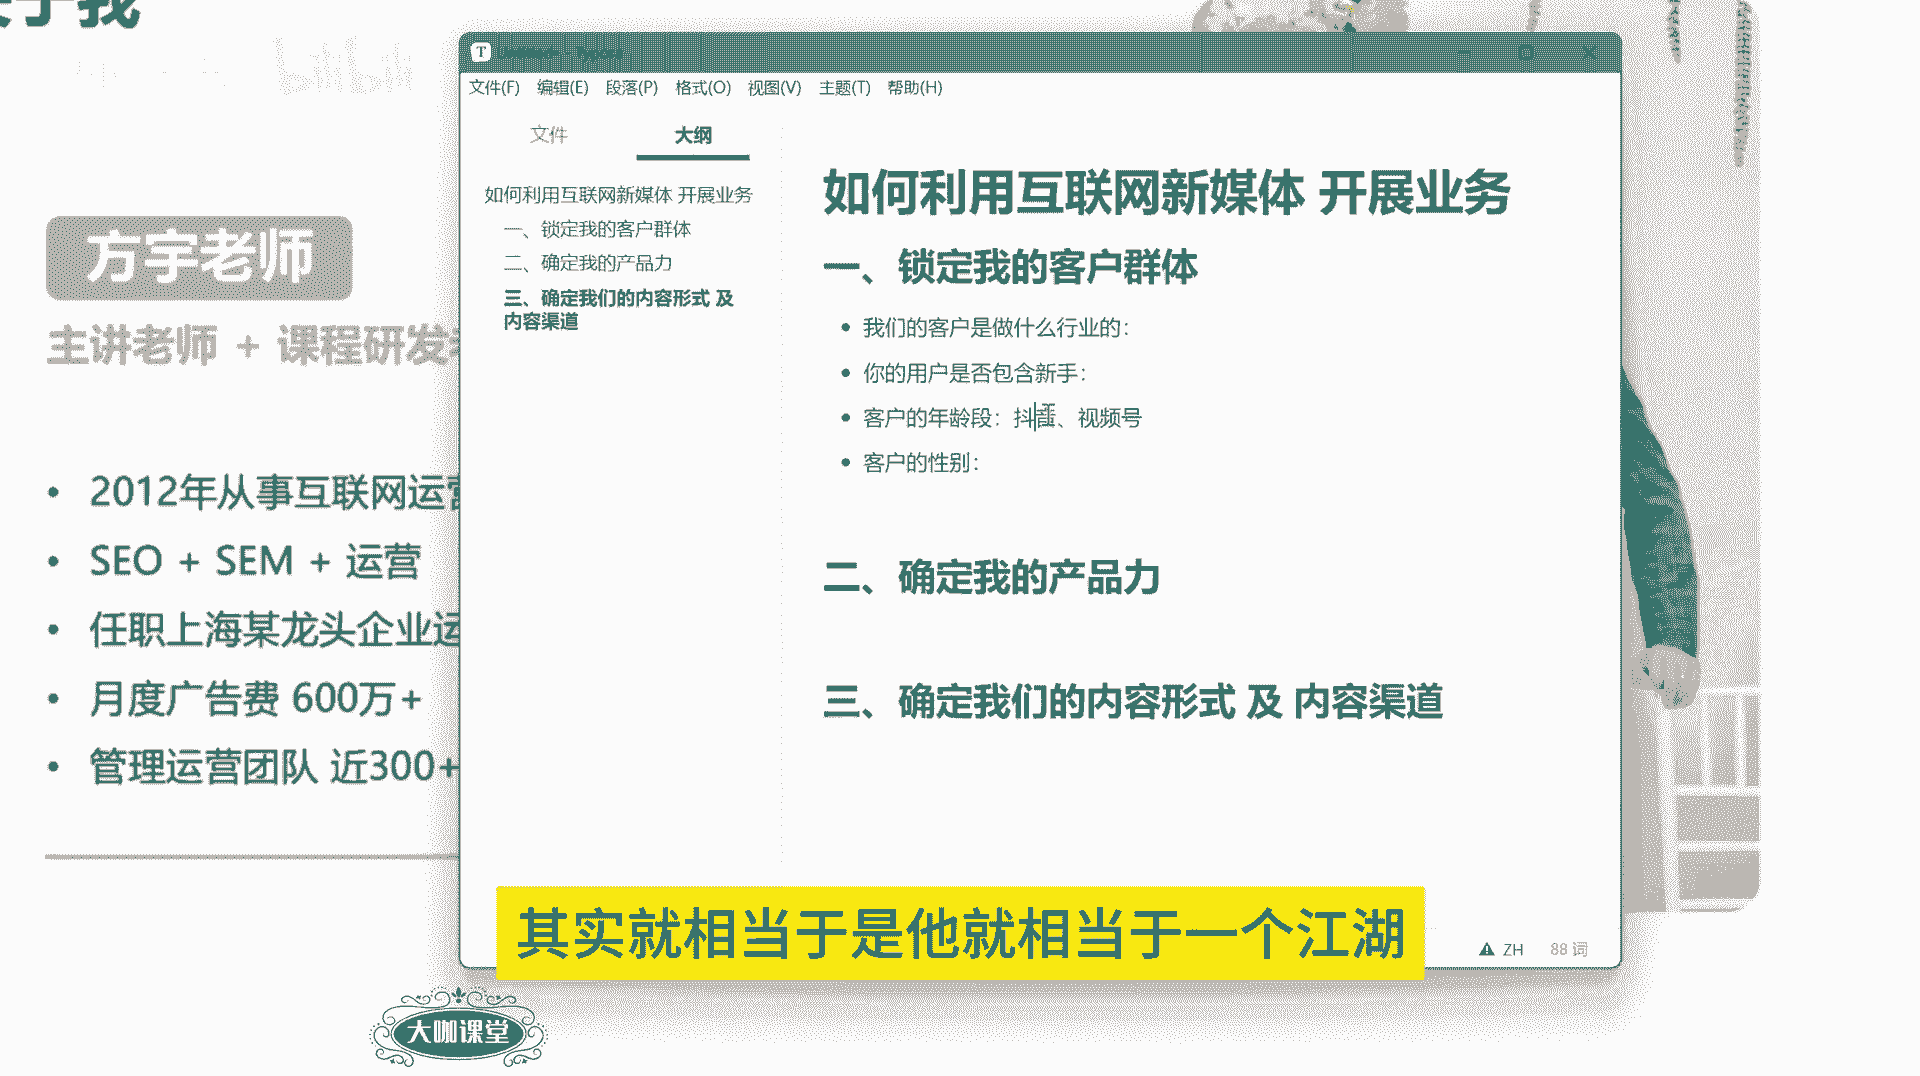 关于我
bilibili
方宇老师
主讲老师 + 课程研发
2012年从事互联网运营
SEO + SEM + 运营
任职上海某龙头企业运
月度广告费 600万+
管理运营团队 近300+
T
文件(F) 编辑(E) 段落(P) 格式(O) 视图(V) 主题(T) 帮助(H)
文件 大纲
如何利用互联网新媒体 开展业务
一、锁定我的客户群体
二、确定我的产品力
三、确定我们的内容形式 及
内容渠道
如何利用互联网新媒体 开展业务
一、锁定我的客户群体
我们的客户是做什么行业的：
你的用户是否包含新手：
客户的年龄段：抖音、视频号
客户的性别：
二、确定我的产品力
三、确定我们的内容形式 及 内容渠道
其实就相当于是他就相当于一个江湖
ZH 88 词
大咖课堂